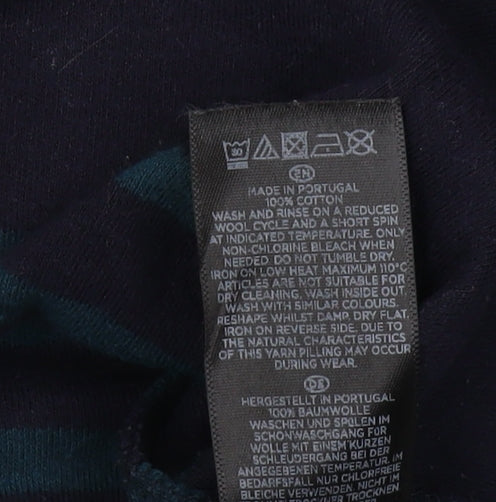 30
EN
MADE IN PORTUGAL
100% COTTON
WASH AND RINSE ON A REDUCED
WOOL CYCLE AND A SHORT SPIN
AT INDICATED TEMPERATURE. ONLY
NON-CHLORINE BLEACH WHEN
NEEDED. DO NOT TUMBLE DRY.
IRON ON LOW HEAT MAXIMUM 110°C
ARTICLES ARE NOT SUITABLE FOR
DRY CLEANING. WASH INSIDE OUT
WASH WITH SIMILAR COLOURS.
RESHAPE WHILST DAMP. DRY FLAT.
IRON ON REVERSE SIDE. DUE TO
THE NATURAL CHARACTERISTICS
OF THIS YARN PILLING MAY OCCUR
DURING WEAR.
DE
HERGESTELLT IN PORTUGAL
100% BAUMWOLLE
WASCHEN UND SPÜLEN IM
SCHONWASCHGANG FÜR
WOLLE MIT EINEM KURZEN
SCHLEUDERGANG BEI DER
ANGEGEBENEN TEMPERATUR. IM
BEDARFSFALL NUR CHLORFREIE
BLEICHE VERWENDEN. NICHT IM
TROCKNEN